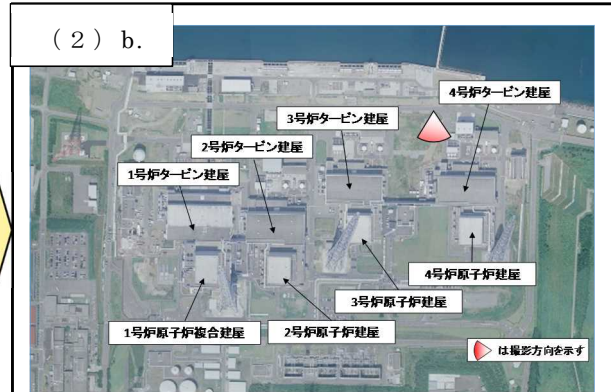 （２）b.
4号炉タービン建屋
3号炉タービン建屋
2号炉タービン建屋
1号炉タービン建屋
4号炉原子炉建屋
3号炉原子炉建屋
1号炉原子炉複合建屋
2号炉原子炉建屋
は撮影方向を示す